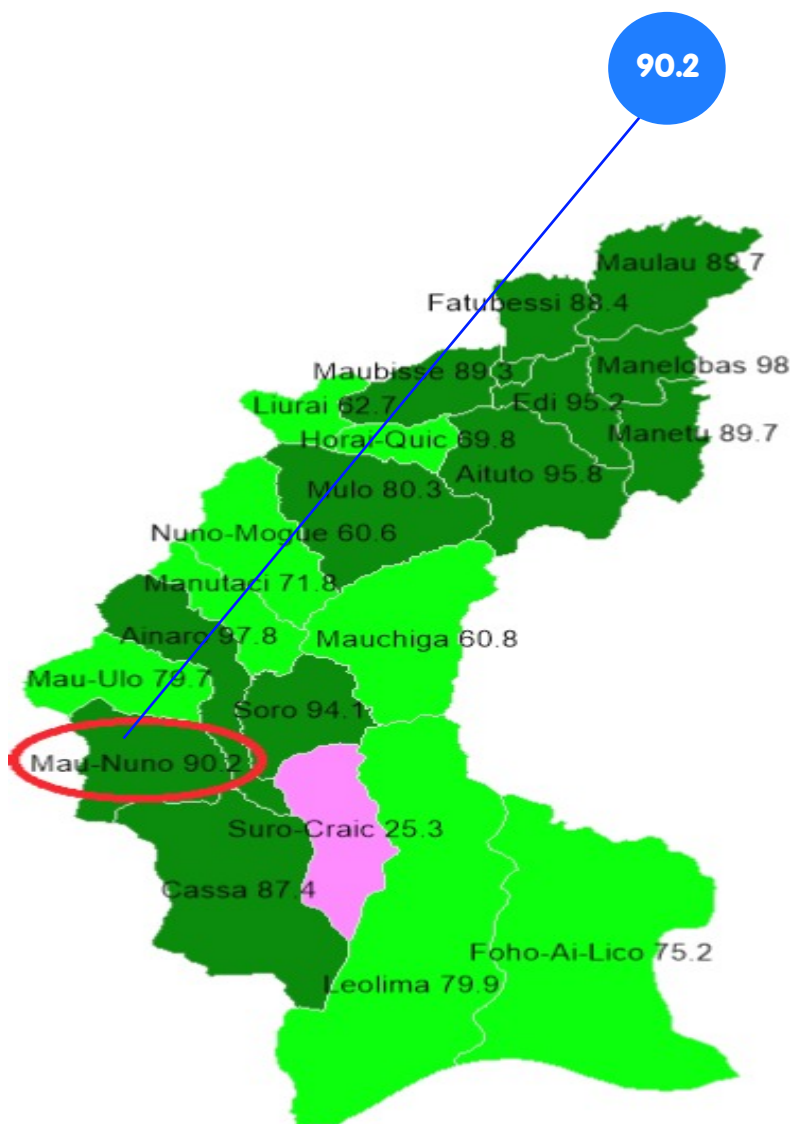 90.2
Maulau 89.7
Fatubessi 88.4
Manelobas 98
Maubisse 89.3
Edi 95.2
Liurai 62.7
Manetu 89.7
Horai-Quic 69.8
Aituto 95.8
Mulo 80.3
Nuno-Mogue 60.6
Manutaci 71.8
Ainaro 97.8
Mauchiga 60.8
Mau-Ulo 79.7
Soro 94.1
Mau-Nuno 90.2
Suro-Craic 25.3
Cassa 87.4
Foho-Ai-Lico 75.2
Leolima 79.9